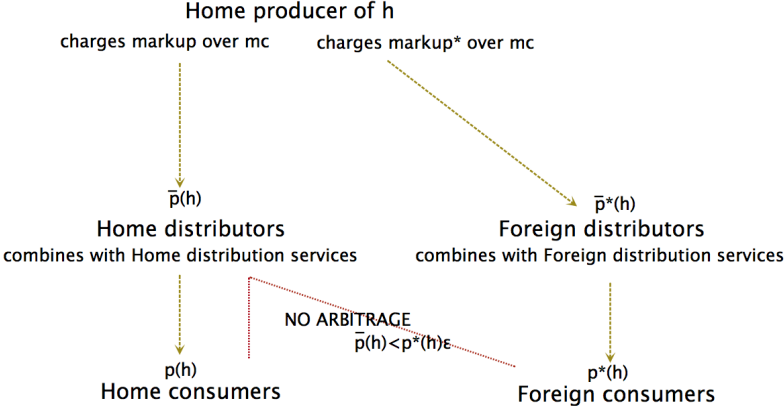 Home producer of h
charges markup over mc
charges markup* over mc
p̅(h)
p̅*(h)
Home distributors
Foreign distributors
combines with Home distribution services
combines with Foreign distribution services
NO ARBITRAGE
p̅(h)<p*(h)ε
p(h)
p*(h)
Home consumers
Foreign consumers